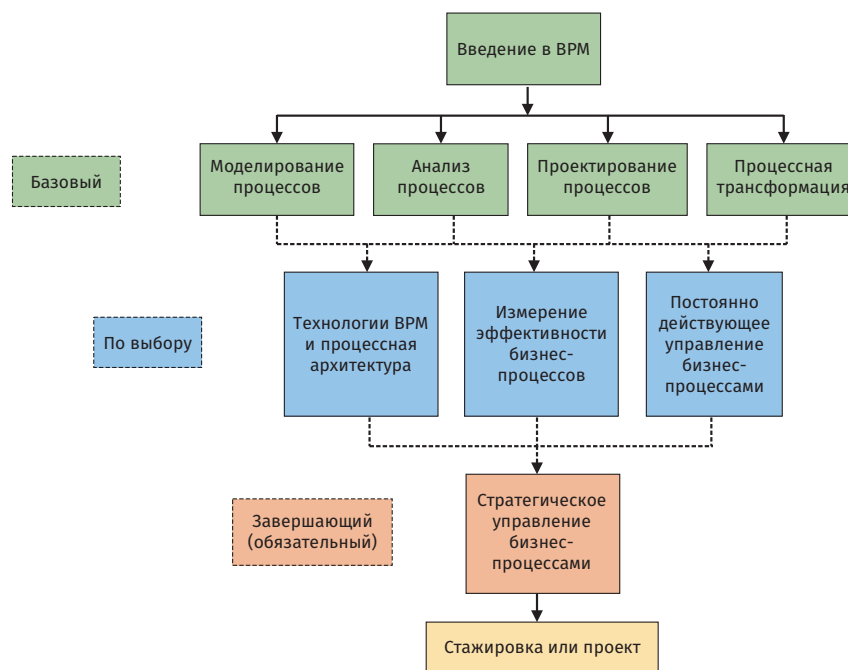 Введение в BPM
Базовый
Моделирование
процессов
Анализ
процессов
Проектирование
процессов
Процессная
трансформация
По выбору
Технологии BPM
и процессная
архитектура
Измерение
эффективности
бизнес-
процессов
Постоянно
действующее
управление
бизнес-
процессами
Завершающий
(обязательный)
Стратегическое
управление
бизнес-
процессами
Стажировка или проект